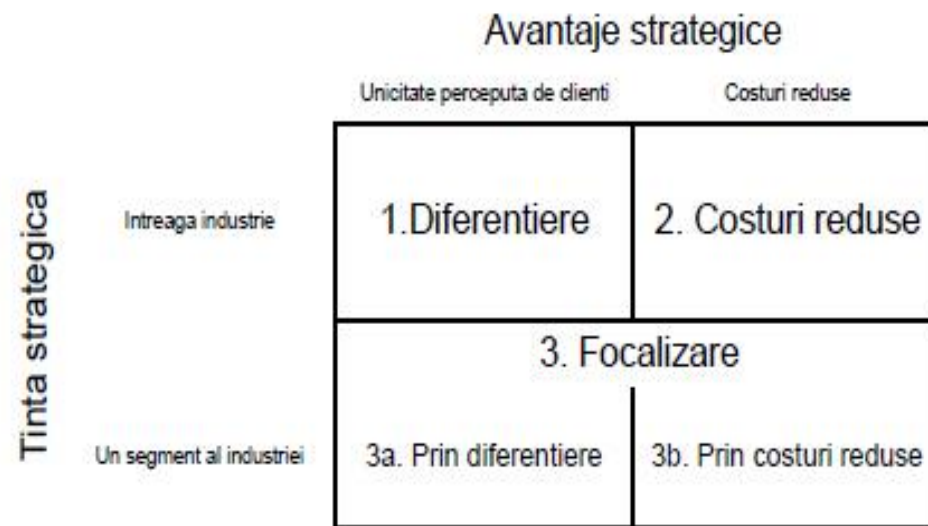 Avantaje strategice
Unicitate perceputa de clienti
Costuri reduse
Tinta strategica
Intreaga industrie
1.Diferentiere
2. Costuri reduse
3. Focalizare
Un segment al industriei
3a. Prin diferentiere
3b. Prin costuri reduse